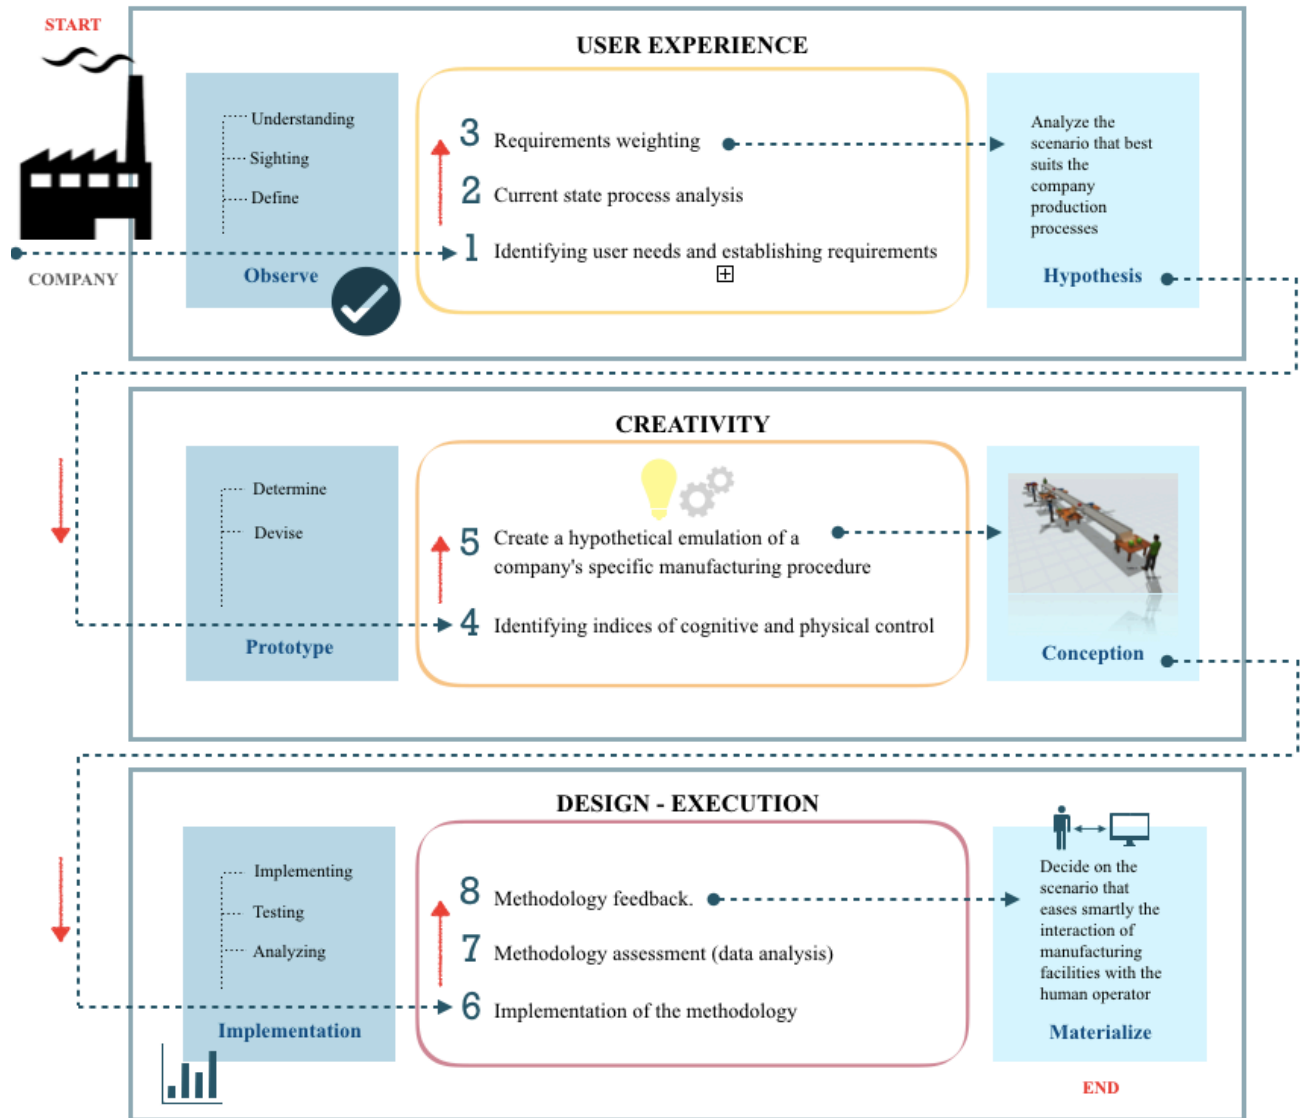 START
USER EXPERIENCE
Understanding
Sighting
Define
Observe
COMPANY
3 Requirements weighting
2 Current state process analysis
1 Identifying user needs and establishing requirements
Analyze the
scenario that best
suits the
company
production
processes
Hypothesis
CREATIVITY
Determine
Devise
Prototype
5 Create a hypothetical emulation of a
company's specific manufacturing procedure
4 Identifying indices of cognitive and physical control
Conception
DESIGN - EXECUTION
Implementing
Testing
Analyzing
Implementation
8 Methodology feedback.
7 Methodology assessment (data analysis)
6 Implementation of the methodology
Decide on the
scenario that
eases smartly the
interaction of
manufacturing
facilities with the
human operator
Materialize
END